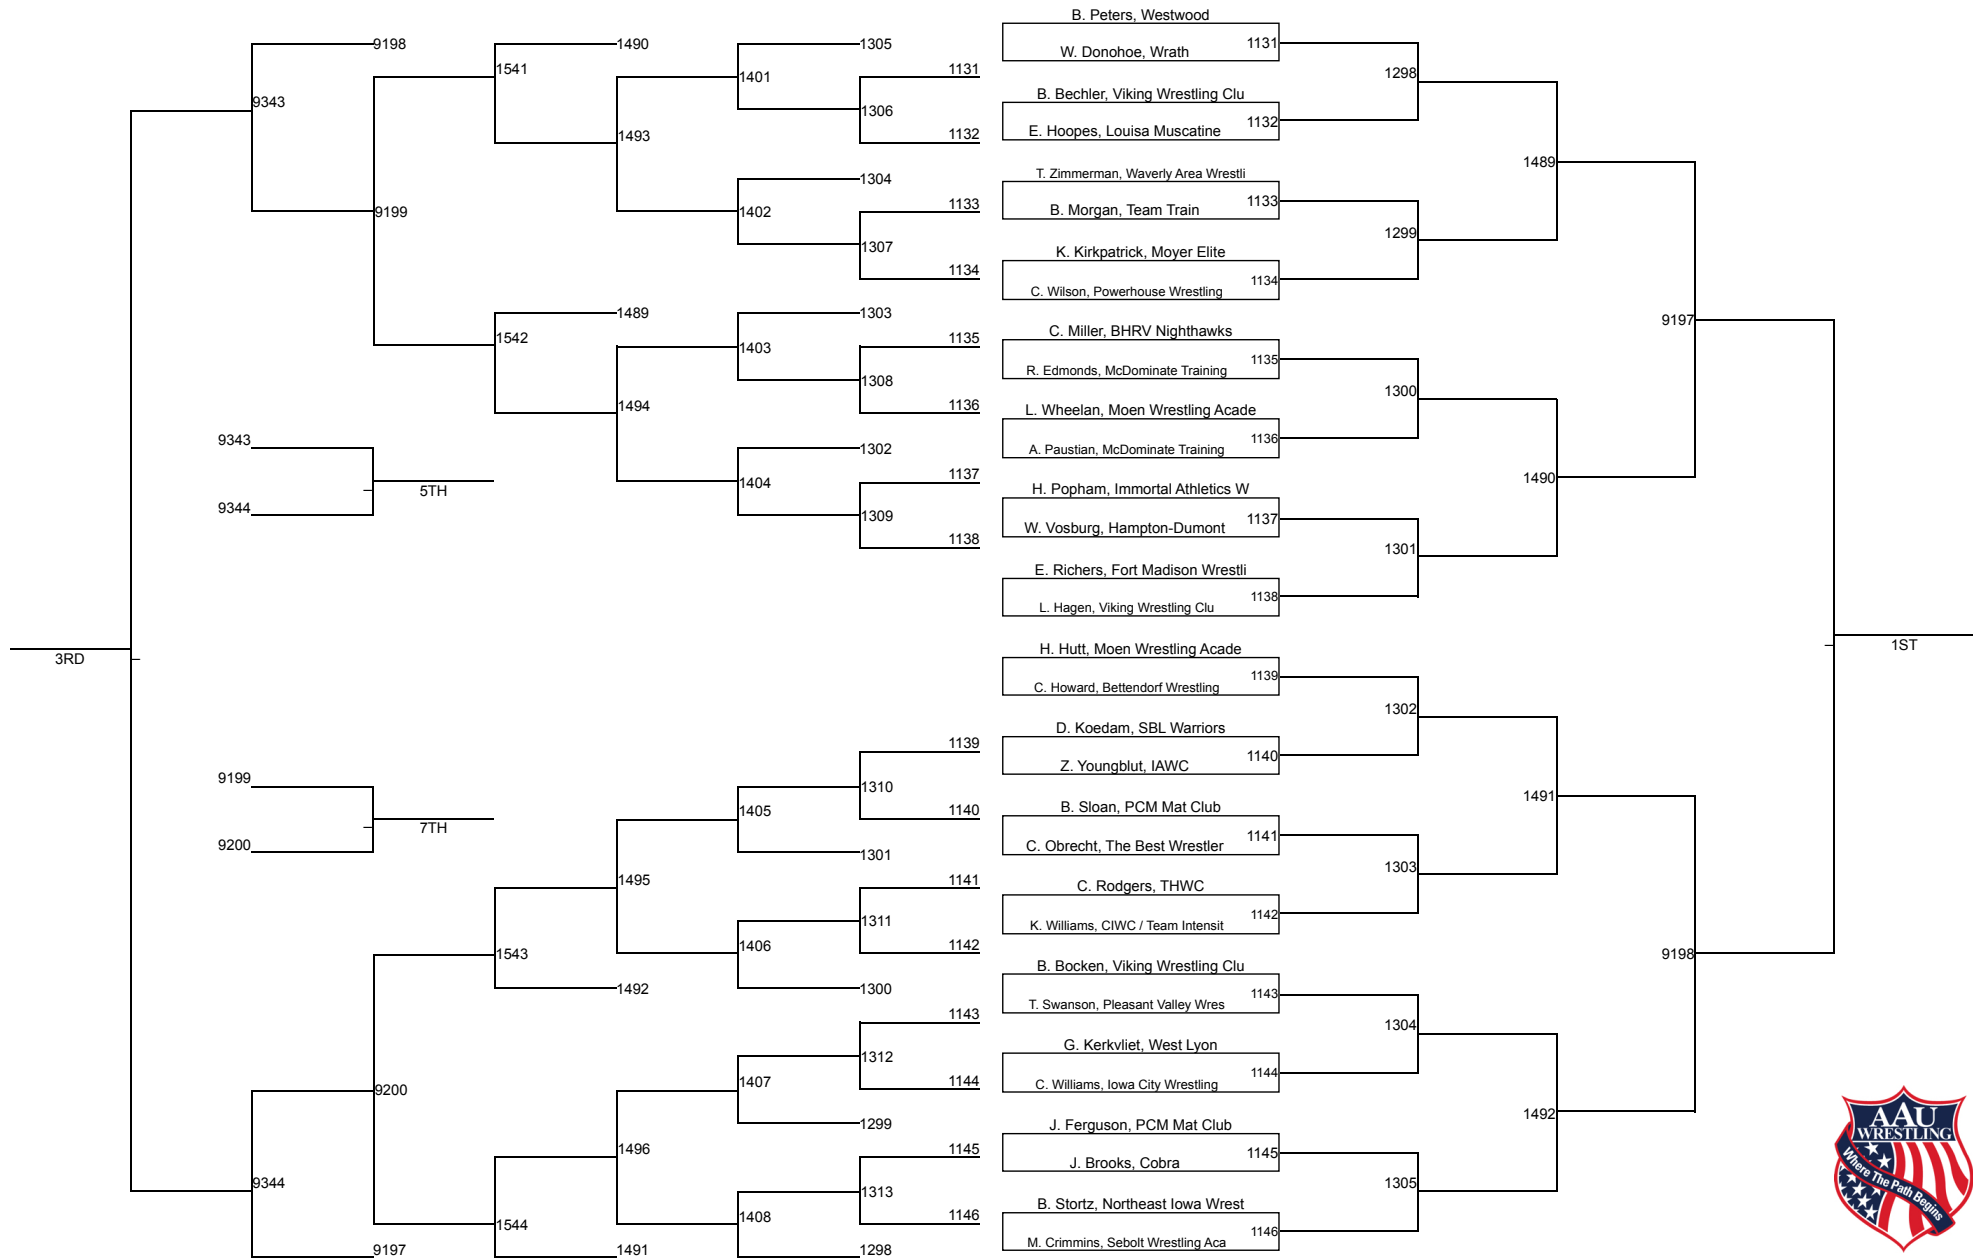 B. Peters, Westwood
W. Donohoe, Wrath
1131
B. Bechler, Viking Wrestling Clu
E. Hoopes, Louisa Muscatine
1132
T. Zimmerman, Waverly Area Wrestli
B. Morgan, Team Train
1133
K. Kirkpatrick, Moyer Elite
C. Wilson, Powerhouse Wrestling
1134
C. Miller, BHRV Nighthawks
R. Edmonds, McDominate Training
1135
L. Wheelan, Moen Wrestling Acade
A. Paustian, McDominate Training
1136
H. Popham, Immortal Athletics W
W. Vosburg, Hampton-Dumont
1137
E. Richers, Fort Madison Wrestli
L. Hagen, Viking Wrestling Clu
1138
H. Hutt, Moen Wrestling Acade
C. Howard, Bettendorf Wrestling
1139
D. Koedam, SBL Warriors
Z. Youngblut, IAWC
1140
B. Sloan, PCM Mat Club
C. Obrecht, The Best Wrestler
1141
C. Rodgers, THWC
K. Williams, CIWC / Team Intensit
1142
B. Bocken, Viking Wrestling Clu
T. Swanson, Pleasant Valley Wres
1143
G. Kerkvliet, West Lyon
C. Williams, Iowa City Wrestling
1144
J. Ferguson, PCM Mat Club
J. Brooks, Cobra
1145
B. Stortz, Northeast Iowa Wrest
M. Crimmins, Sebolt Wrestling Aca
1146
1298
1299
1300
1301
1302
1303
1304
1305
1489
1490
1491
1492
9197
9198
1ST
1131
1132
1133
1134
1135
1136
1137
1138
1139
1140
1141
1142
1143
1144
1145
1146
1305
1306
1304
1307
1303
1308
1302
1309
1310
1301
1311
1300
1312
1299
1313
1298
1401
1402
1403
1404
1405
1406
1407
1408
1490
1493
1489
1494
1495
1492
1496
1491
1541
1542
1543
1544
9198
9199
9200
9197
9343
9344
3RD
9343
9344
5TH
9199
9200
7TH
AAU
WRESTLING
Where The Path Begins